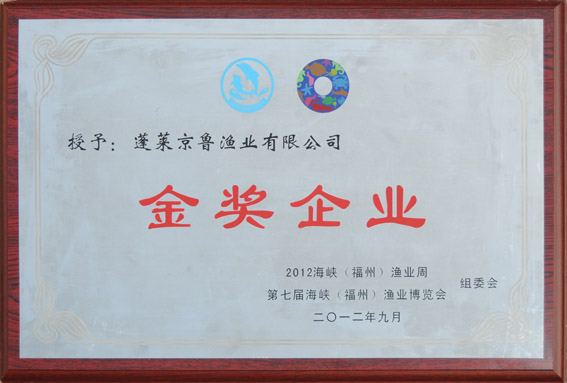 授予：蓬莱京鲁渔业有限公司
金奖企业
2012海峡（福州）渔业周
第七届海峡（福州）渔业博览会
组委会
二〇一二年九月